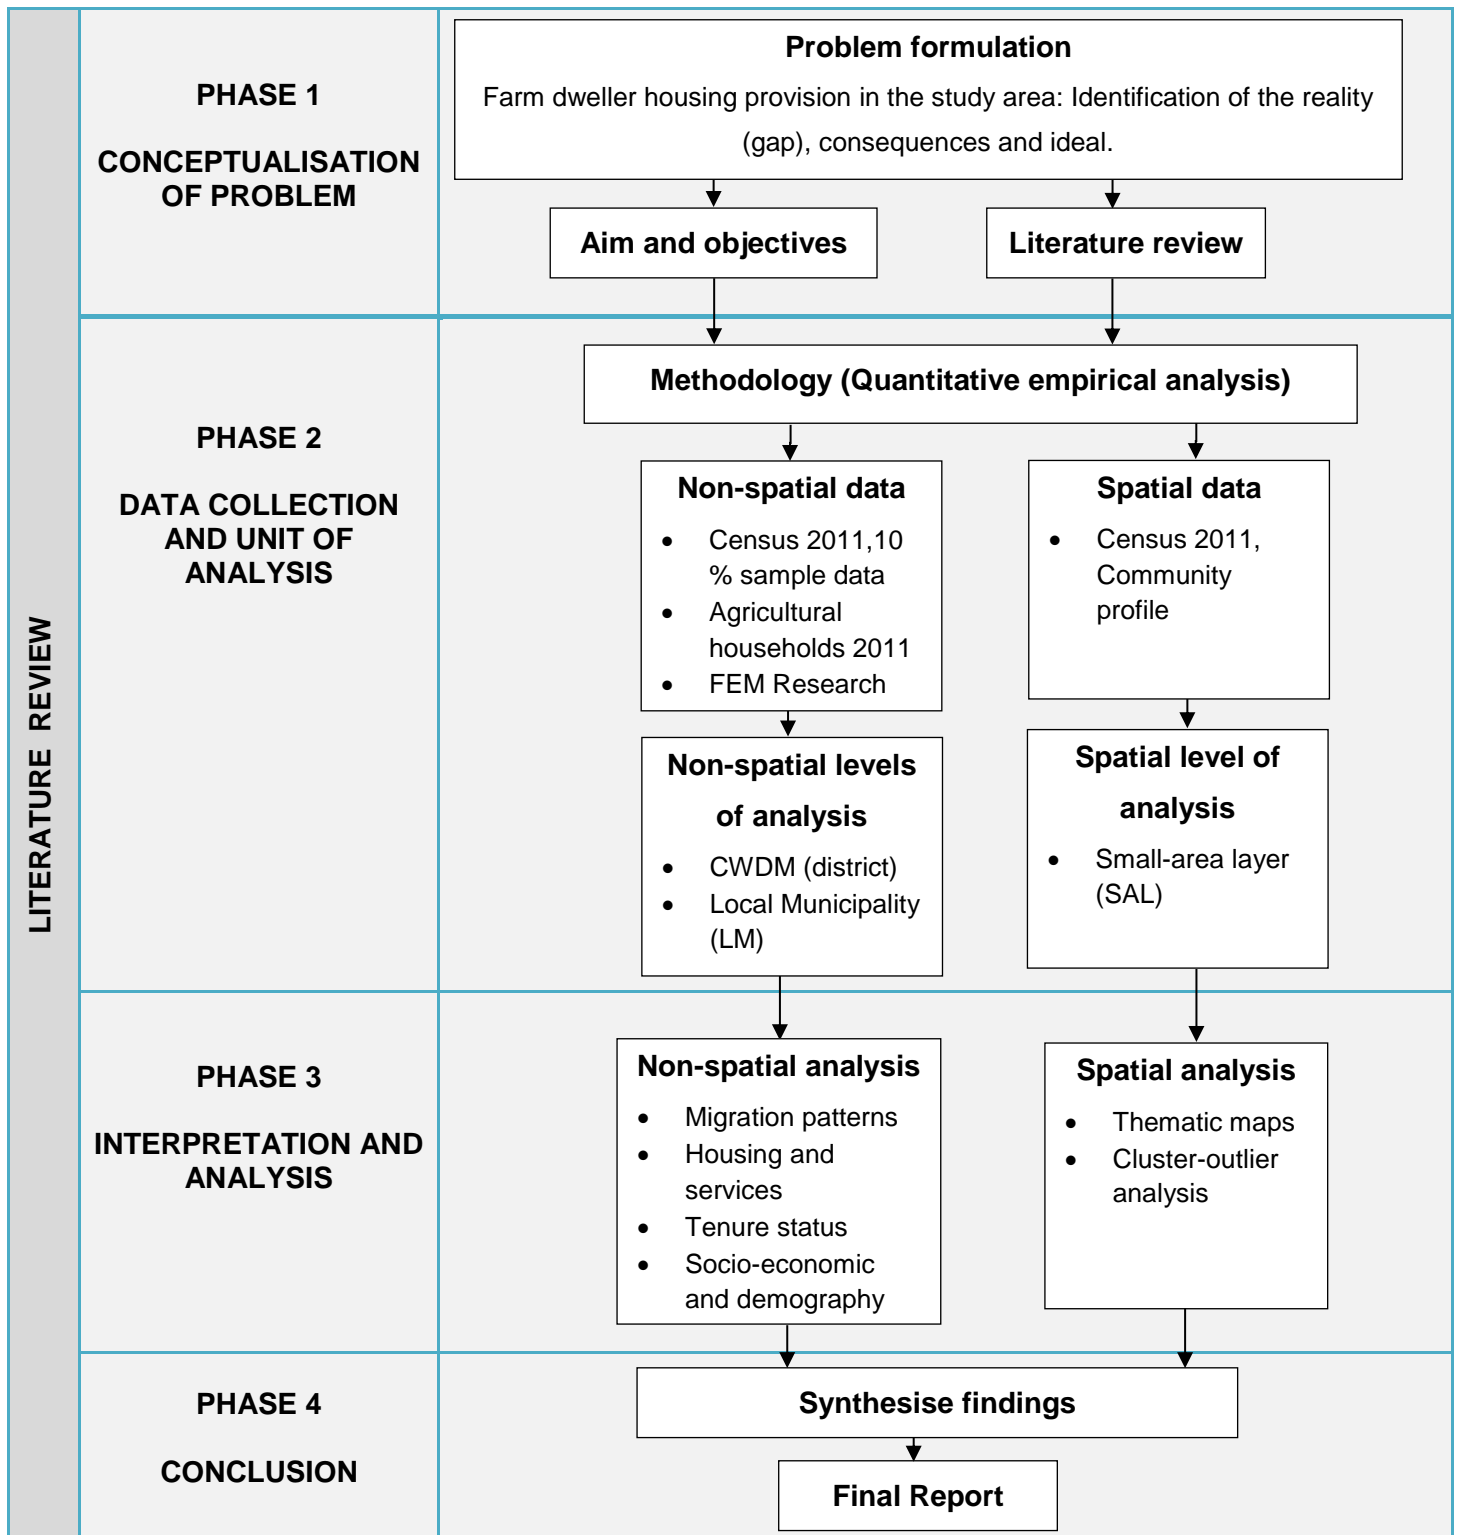 LITERATURE REVIEW
PHASE 1
CONCEPTUALISATION
OF PROBLEM
Problem formulation
Farm dweller housing provision in the study area: Identification of the reality
(gap), consequences and ideal.
Aim and objectives
Literature review
PHASE 2
DATA COLLECTION
AND UNIT OF
ANALYSIS
Methodology (Quantitative empirical analysis)
Non-spatial data
• Census 2011,10
% sample data
• Agricultural
households 2011
• FEM Research
Spatial data
• Census 2011,
Community
profile
Non-spatial levels
of analysis
• CWDM (district)
• Local Municipality
(LM)
Spatial level of
analysis
• Small-area layer
(SAL)
PHASE 3
INTERPRETATION AND
ANALYSIS
Non-spatial analysis
• Migration patterns
• Housing and
services
• Tenure status
• Socio-economic
and demography
Spatial analysis
• Thematic maps
• Cluster-outlier
analysis
PHASE 4
CONCLUSION
Synthesise findings
Final Report